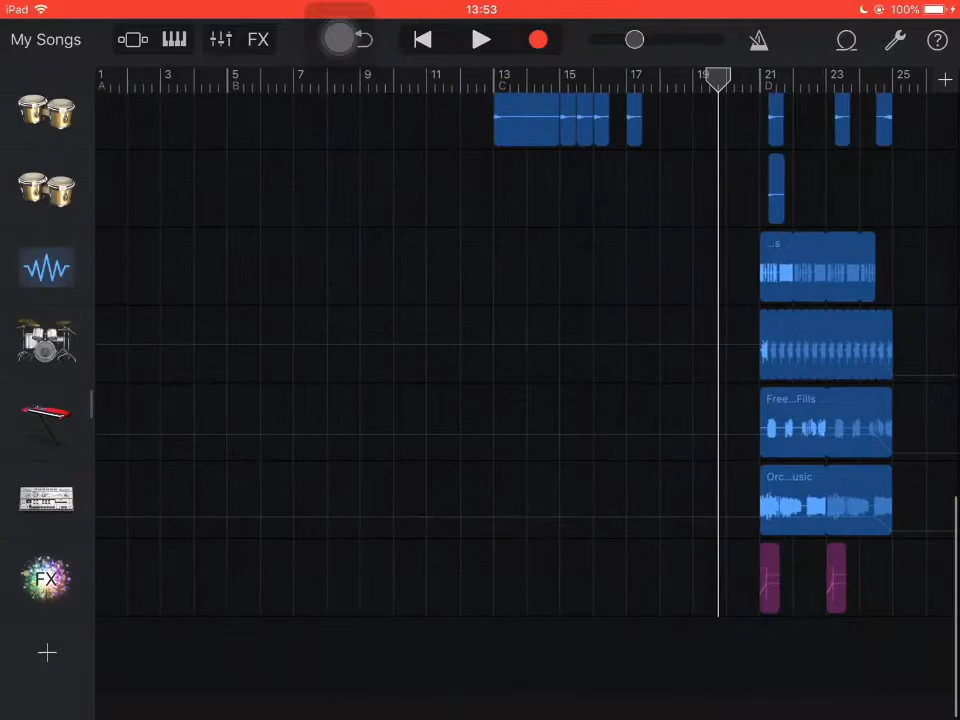 iPad 13:53 100%
My Songs FX
1 3 5 7 9 11 13 15 17 19 21 23 25
A B C D
...s
Free...Fills
Orc...usic
FX